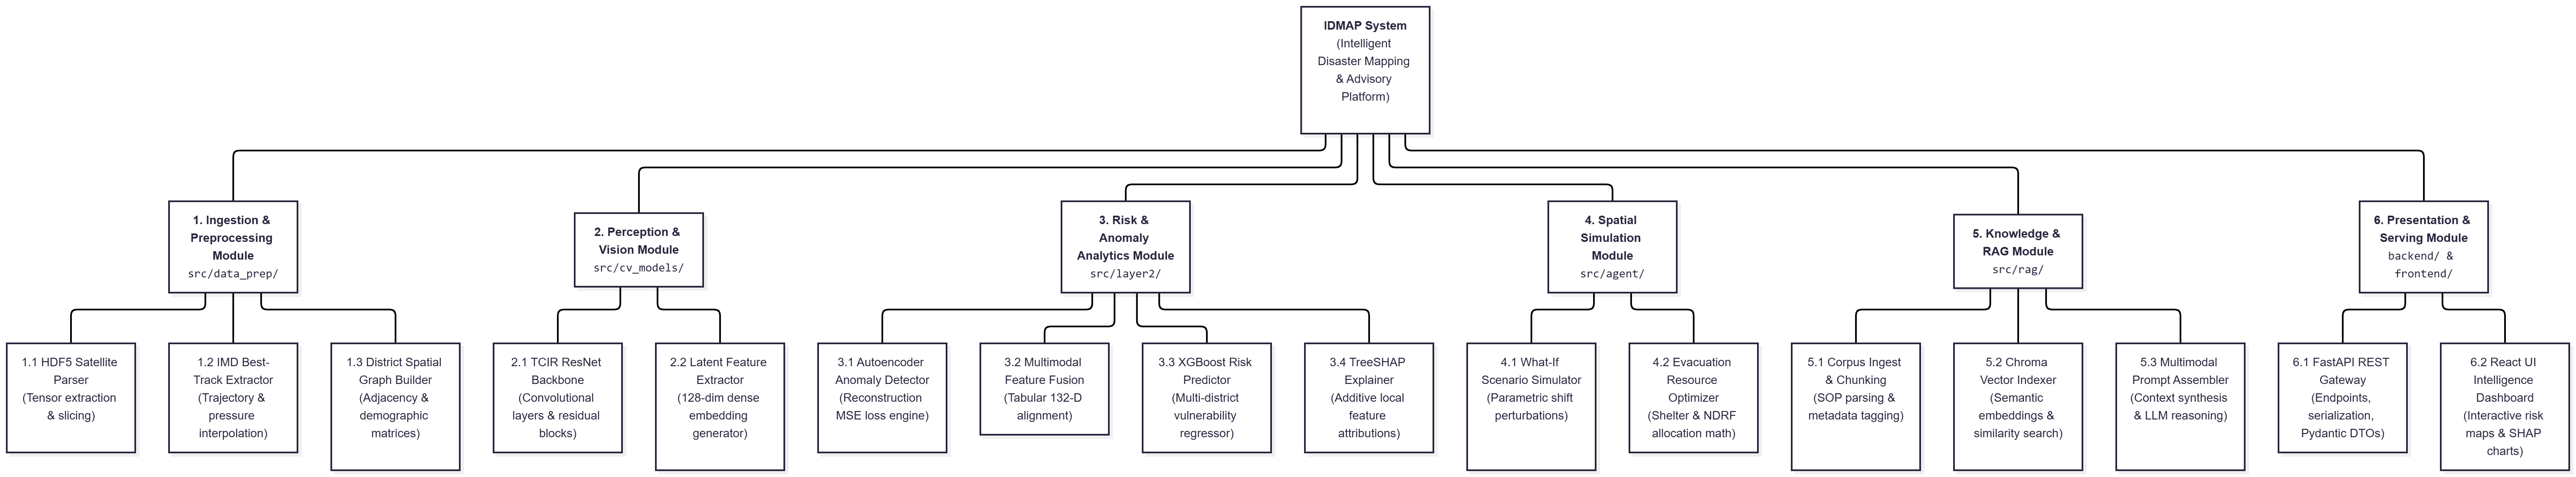 IDMAP System
(Intelligent
Disaster Mapping
& Advisory
Platform)
1. Ingestion &
Preprocessing
Module
src/data_prep/
2. Perception &
Vision Module
src/cv_models/
3. Risk &
Anomaly
Analytics Module
src/layer2/
4. Spatial
Simulation
Module
src/agent/
5. Knowledge &
RAG Module
src/rag/
6. Presentation &
Serving Module
backend/ &
frontend/
1.1 HDF5 Satellite
Parser
(Tensor extraction
& slicing)
1.2 IMD Best-
Track Extractor
(Trajectory &
pressure
interpolation)
1.3 District Spatial
Graph Builder
(Adjacency &
demographic
matrices)
2.1 TCIR ResNet
Backbone
(Convolutional
layers & residual
blocks)
2.2 Latent Feature
Extractor
(128-dim dense
embedding
generator)
3.1 Autoencoder
Anomaly Detector
(Reconstruction
MSE loss engine)
3.2 Multimodal
Feature Fusion
(Tabular 132-D
alignment)
3.3 XGBoost Risk
Predictor
(Multi-district
vulnerability
regressor)
3.4 TreeSHAP
Explainer
(Additive local
feature
attributions)
4.1 What-If
Scenario Simulator
(Parametric shift
perturbations)
4.2 Evacuation
Resource
Optimizer
(Shelter & NDRF
allocation math)
5.1 Corpus Ingest
& Chunking
(SOP parsing &
metadata tagging)
5.2 Chroma
Vector Indexer
(Semantic
embeddings &
similarity search)
5.3 Multimodal
Prompt Assembler
(Context synthesis
& LLM reasoning)
6.1 FastAPI REST
Gateway
(Endpoints,
serialization,
Pydantic DTOs)
6.2 React UI
Intelligence
Dashboard
(Interactive risk
maps & SHAP
charts)